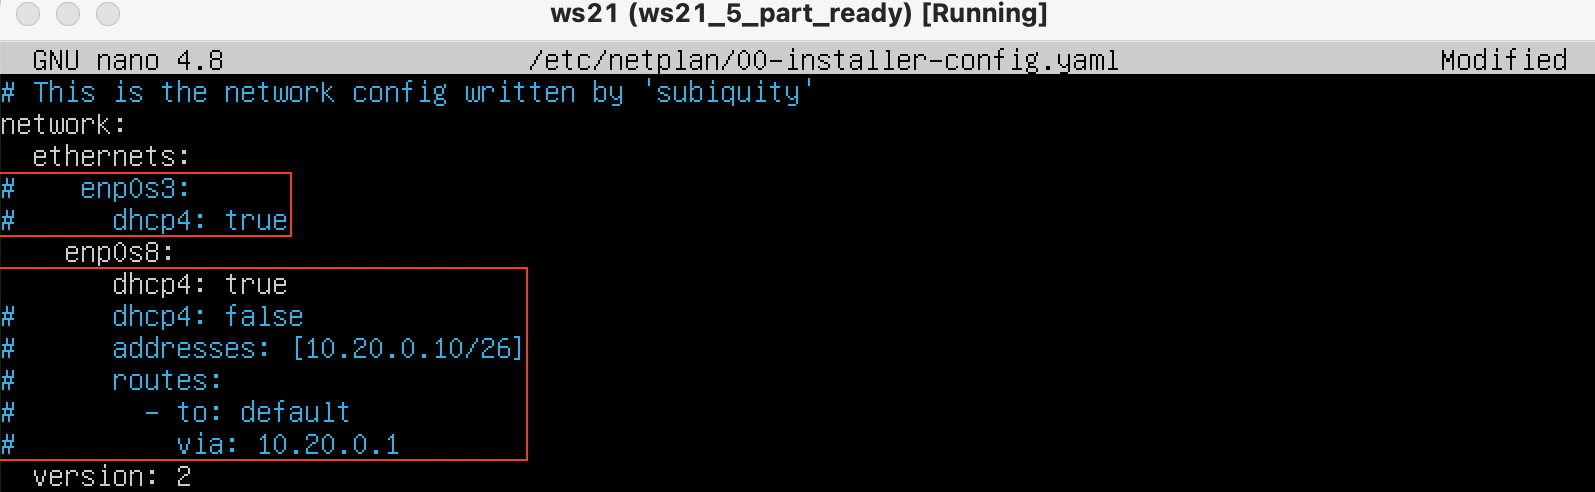 ws21 (ws21_5_part_ready) [Running]
GNU nano 4.8 /etc/netplan/00-installer-config.yaml Modified
# This is the network config written by 'subiquity'
network:
  ethernets:
#    enp0s3:
#      dhcp4: true
    enp0s8:
       dhcp4: true
#      dhcp4: false
#      addresses: [10.20.0.10/26]
#      routes:
#        - to: default
#          via: 10.20.0.1
  version: 2